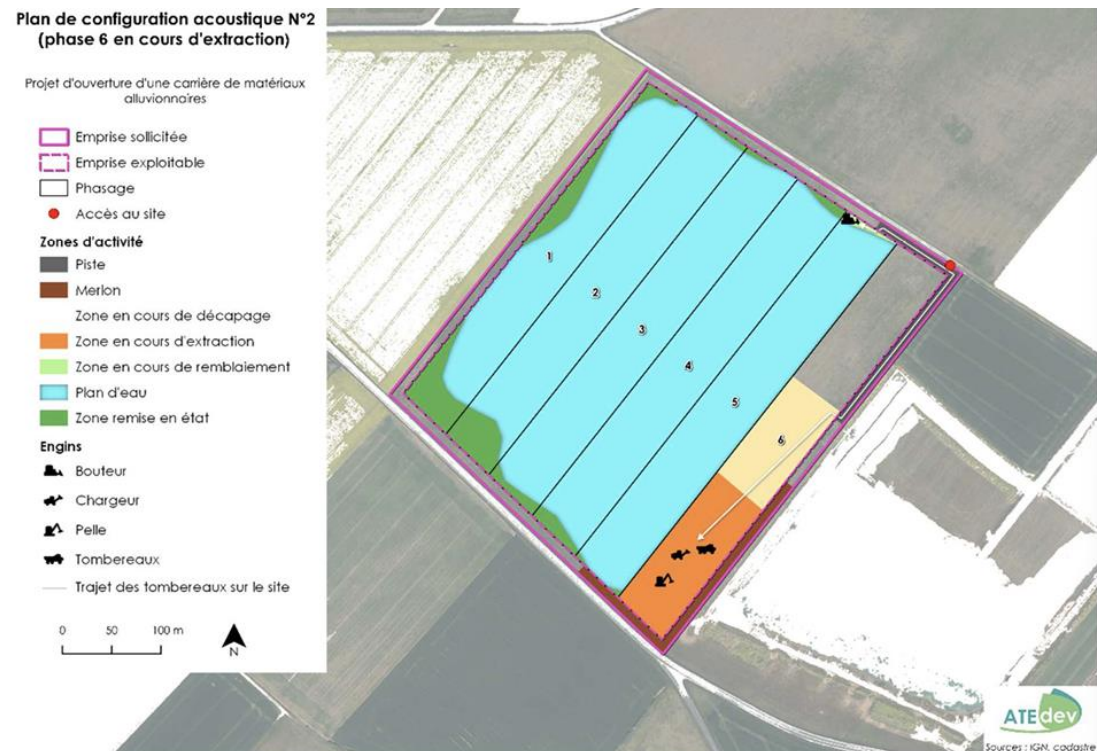 Plan de configuration acoustique N°2
(phase 6 en cours d'extraction)
Projet d'ouverture d'une carrière de matériaux
alluvionnaires
Emprise sollicitée
Emprise exploitable
Phasage
Accès au site
Zones d'activité
Piste
Merlon
Zone en cours de décapage
Zone en cours d'extraction
Zone en cours de remblaiement
Plan d'eau
Zone remise en état
Engins
Bouteur
Chargeur
Pelle
Tombereaux
Trajet des tombereaux sur le site
0 50 100 m
N
1
2
3
4
5
6
ATEdev
Sources : IGN, cadastre